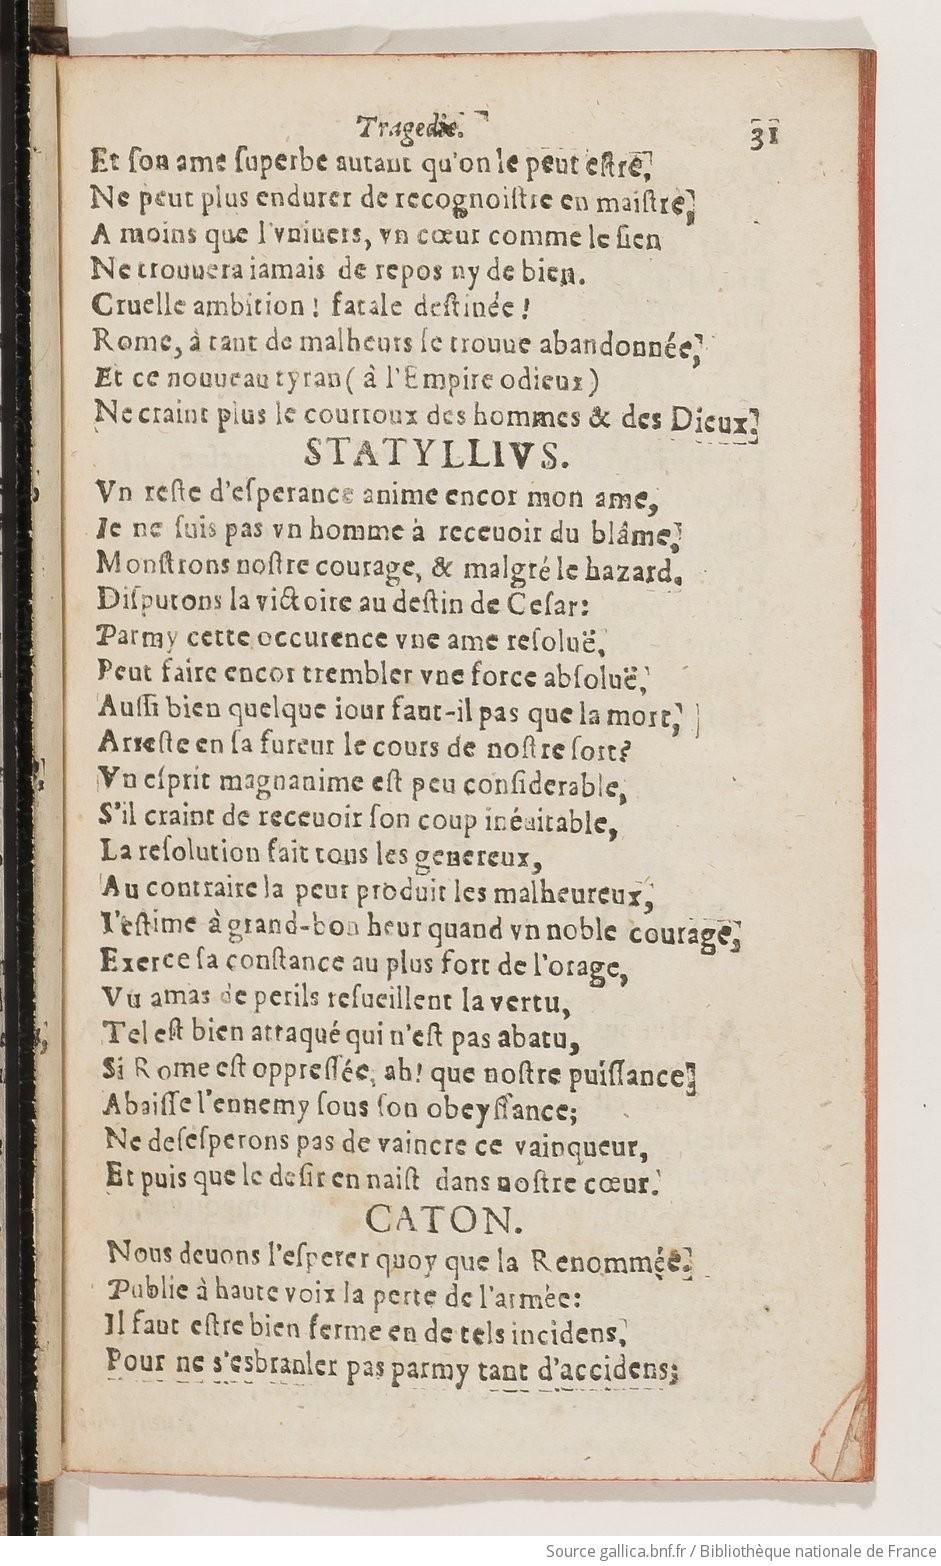 Tragedie. 31
Et ſon ame ſuperbe autant qu'on le peut eſtre,
Ne peut plus endurer de recognoiſtre en maiſtre,
A moins que l'vniuers, vn cœur comme le ſien
Ne trouuera iamais de repos ny de bien.
Cruelle ambition! fatale deſtinée!
Rome, à tant de malheurs ſe trouue abandonnée,
Et ce nouueau tyran (à l'Empire odieux)
Ne craint plus le courroux des hommes & des Dieux.
STATYLLIVS.
Vn reſte d'eſperance anime encor mon ame,
Je ne ſuis pas vn homme à receuoir du blâme,
Monſtrons noſtre courage, & malgré le hazard.
Diſputons la victoire au deſtin de Ceſar:
Parmy cette occurence vne ame reſoluë,
Peut faire encor trembler vne force abſoluë,
Auſſi bien quelque iour faut-il pas que la mort,
Arreſte en ſa fureur le cours de noſtre ſort?
Vn eſprit magnanime eſt peu conſiderable,
S'il craint de receuoir ſon coup inéuitable,
La reſolution fait tous les genereux,
Au contraire la peur produit les malheureux,
I'eſtime à grand-bon heur quand vn noble courage,
Exerce ſa conſtance au plus fort de l'orage,
Vu amas de perils reſueillent la vertu,
Tel eſt bien attaqué qui n'eſt pas abatu,
Si Rome eſt oppreſſée, ah! que noſtre puiſſance
Abaiſſe l'ennemy ſous ſon obeyſſance;
Ne deſeſperons pas de vaincre ce vainqueur,
Et puis que le deſir en naiſt dans noſtre cœur.
CATON.
Nous deuons l'eſperer quoy que la Renommée
Publie à haute voix la perte de l'armée:
Il faut eſtre bien ferme en de tels incidens,
Pour ne s'esbranler pas parmy tant d'accidens;
Source gallica.bnf.fr / Bibliothèque nationale de France